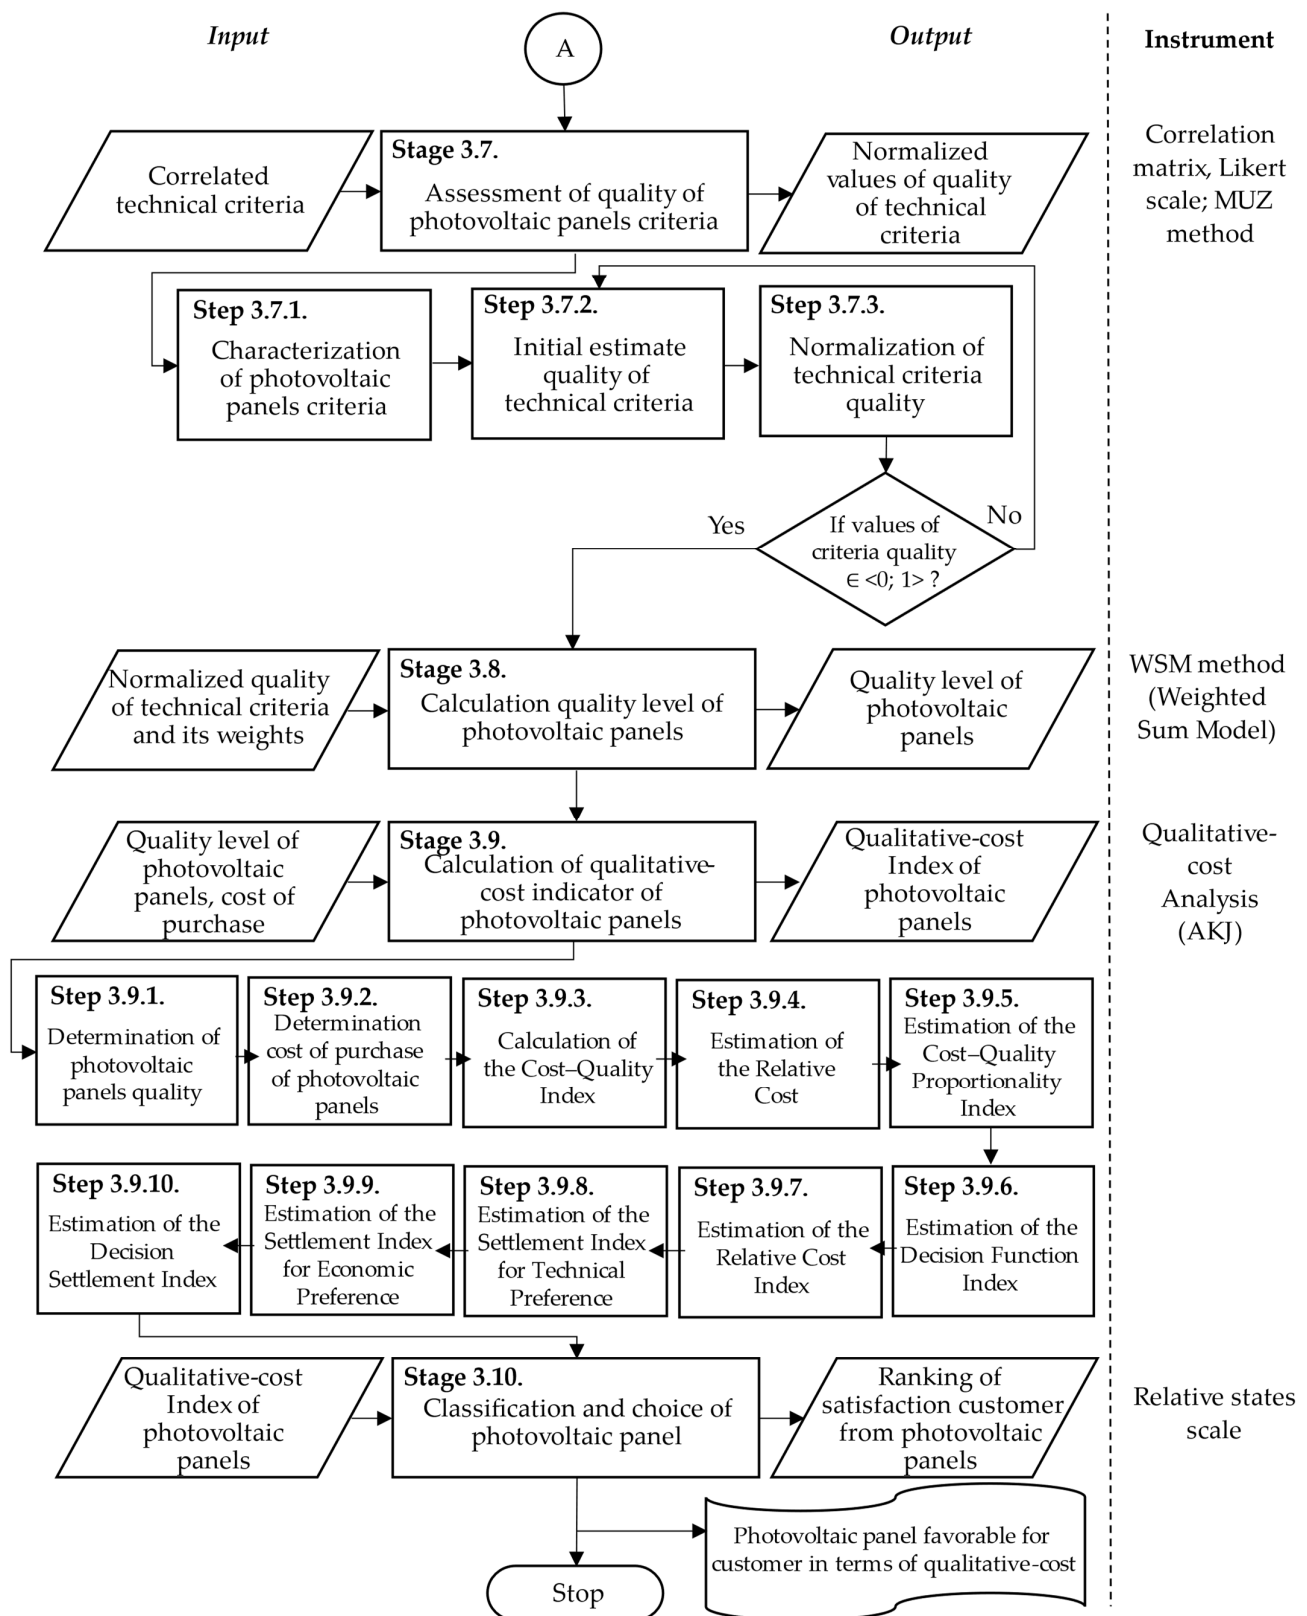 Input
Output
Instrument
A
Correlated
technical criteria
Stage 3.7.
Assessment of quality of
photovoltaic panels criteria
Normalized
values of quality
of technical
criteria
Correlation
matrix, Likert
scale; MUZ
method
Step 3.7.1.
Characterization
of photovoltaic
panels criteria
Step 3.7.2.
Initial estimate
quality of
technical criteria
Step 3.7.3.
Normalization of
technical criteria
quality
Yes
If values of
criteria quality
∈ <0; 1> ?
No
Normalized quality
of technical criteria
and its weights
Stage 3.8.
Calculation quality level of
photovoltaic panels
Quality level of
photovoltaic
panels
WSM method
(Weighted
Sum Model)
Quality level of
photovoltaic
panels, cost of
purchase
Stage 3.9.
Calculation of qualitative-
cost indicator of
photovoltaic panels
Qualitative-cost
Index of
photovoltaic
panels
Qualitative-
cost
Analysis
(AKJ)
Step 3.9.1.
Determination of
photovoltaic
panels quality
Step 3.9.2.
Determination
cost of purchase
of photovoltaic
panels
Step 3.9.3.
Calculation of
the Cost–Quality
Index
Step 3.9.4.
Estimation of
the Relative
Cost
Step 3.9.5.
Estimation of the
Cost–Quality
Proportionality
Index
Step 3.9.10.
Estimation of the
Decision
Settlement Index
Step 3.9.9.
Estimation of the
Settlement Index
for Economic
Preference
Step 3.9.8.
Estimation of the
Settlement Index
for Technical
Preference
Step 3.9.7.
Estimation of the
Relative Cost
Index
Step 3.9.6.
Estimation of the
Decision Function
Index
Qualitative-cost
Index of
photovoltaic
panels
Stage 3.10.
Classification and choice of
photovoltaic panel
Ranking of
satisfaction customer
from photovoltaic
panels
Relative states
scale
Photovoltaic panel favorable for
customer in terms of qualitative-cost
Stop